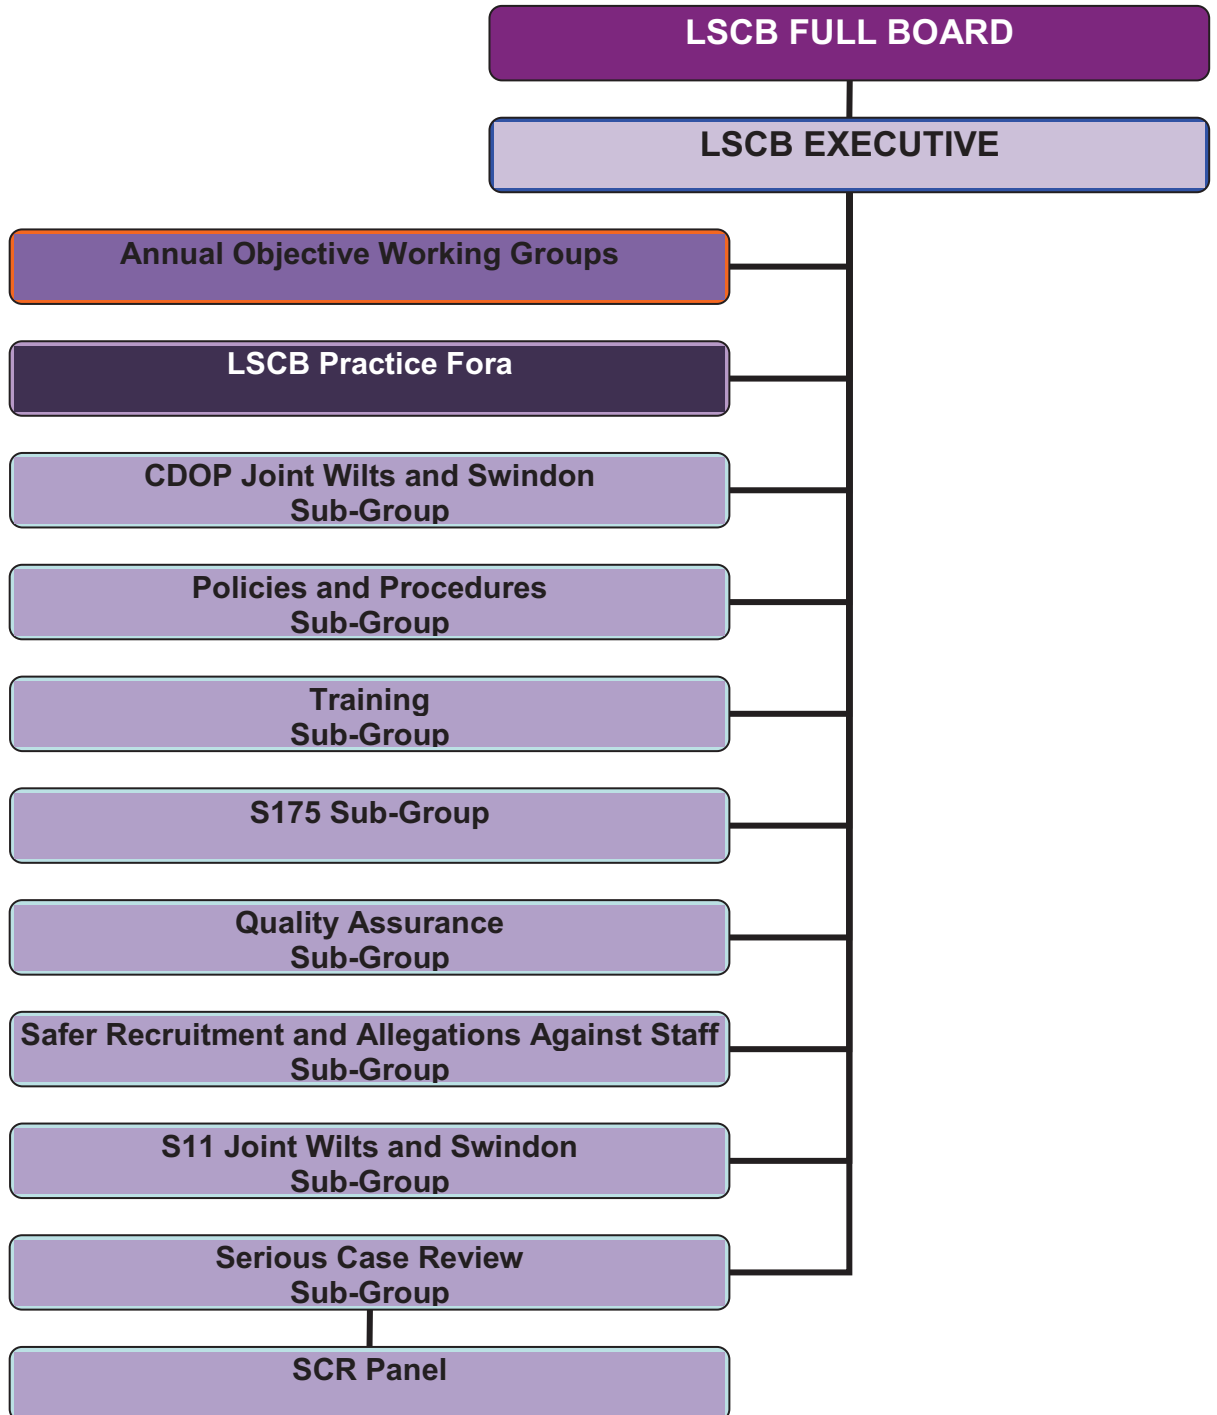 LSCB FULL BOARD
LSCB EXECUTIVE
Annual Objective Working Groups
LSCB Practice Fora
CDOP Joint Wilts and Swindon
Sub-Group
Policies and Procedures
Sub-Group
Training
Sub-Group
S175 Sub-Group
Quality Assurance
Sub-Group
Safer Recruitment and Allegations Against Staff
Sub-Group
S11 Joint Wilts and Swindon
Sub-Group
Serious Case Review
Sub-Group
SCR Panel